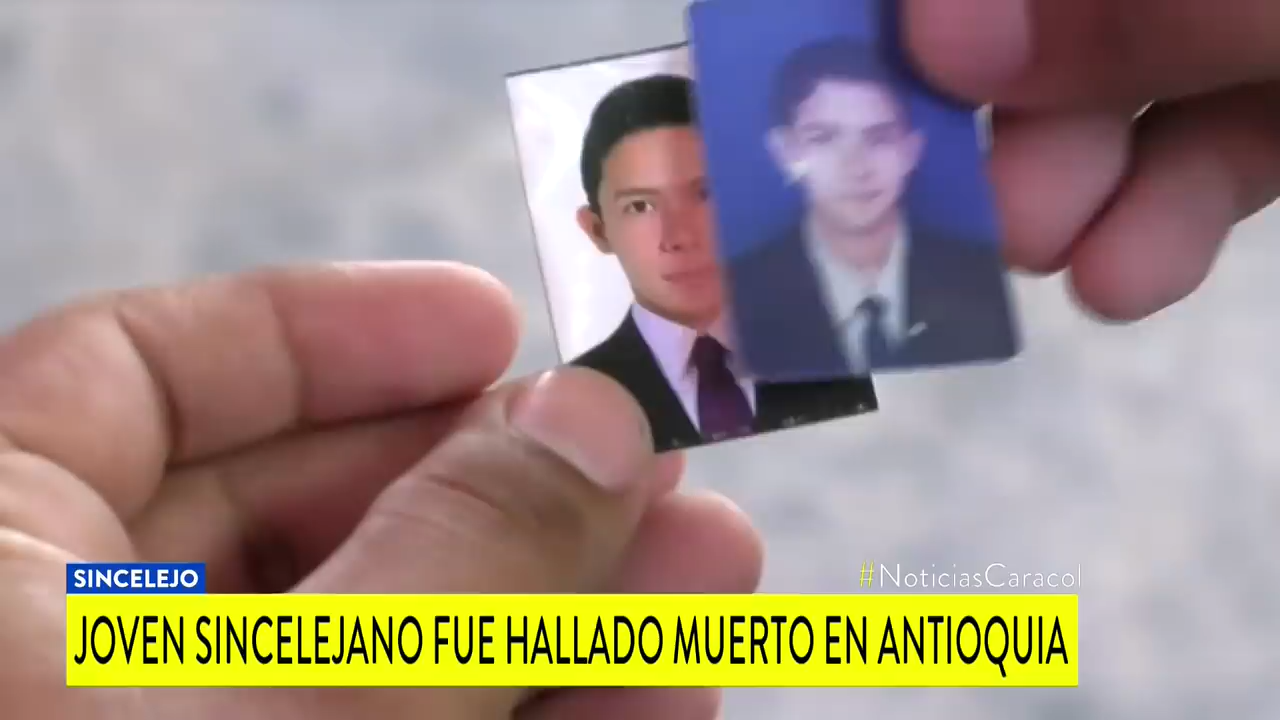 SINCELEJO
#NoticiasCaracol
JOVEN SINCELEJANO FUE HALLADO MUERTO EN ANTIOQUIA